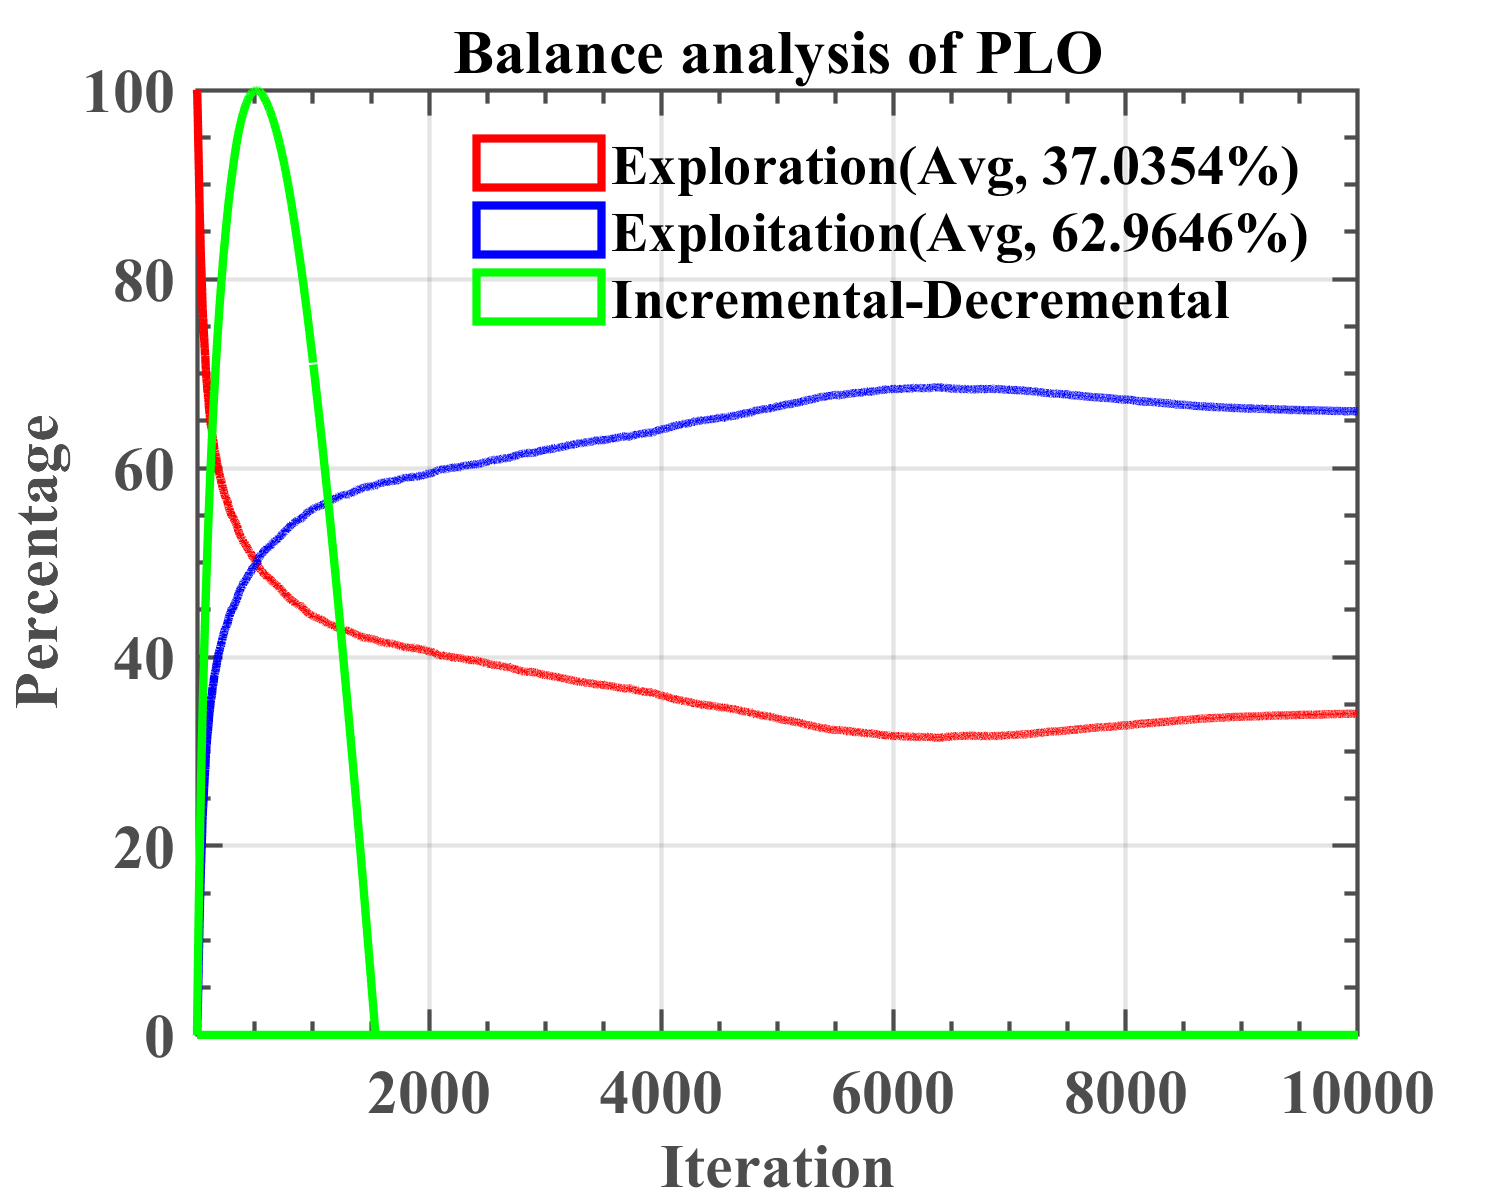 Balance analysis of PLO
100
80
60
40
20
0
Percentage
Exploration(Avg, 37.0354%)
Exploitation(Avg, 62.9646%)
Incremental-Decremental
2000 4000 6000 8000 10000
Iteration